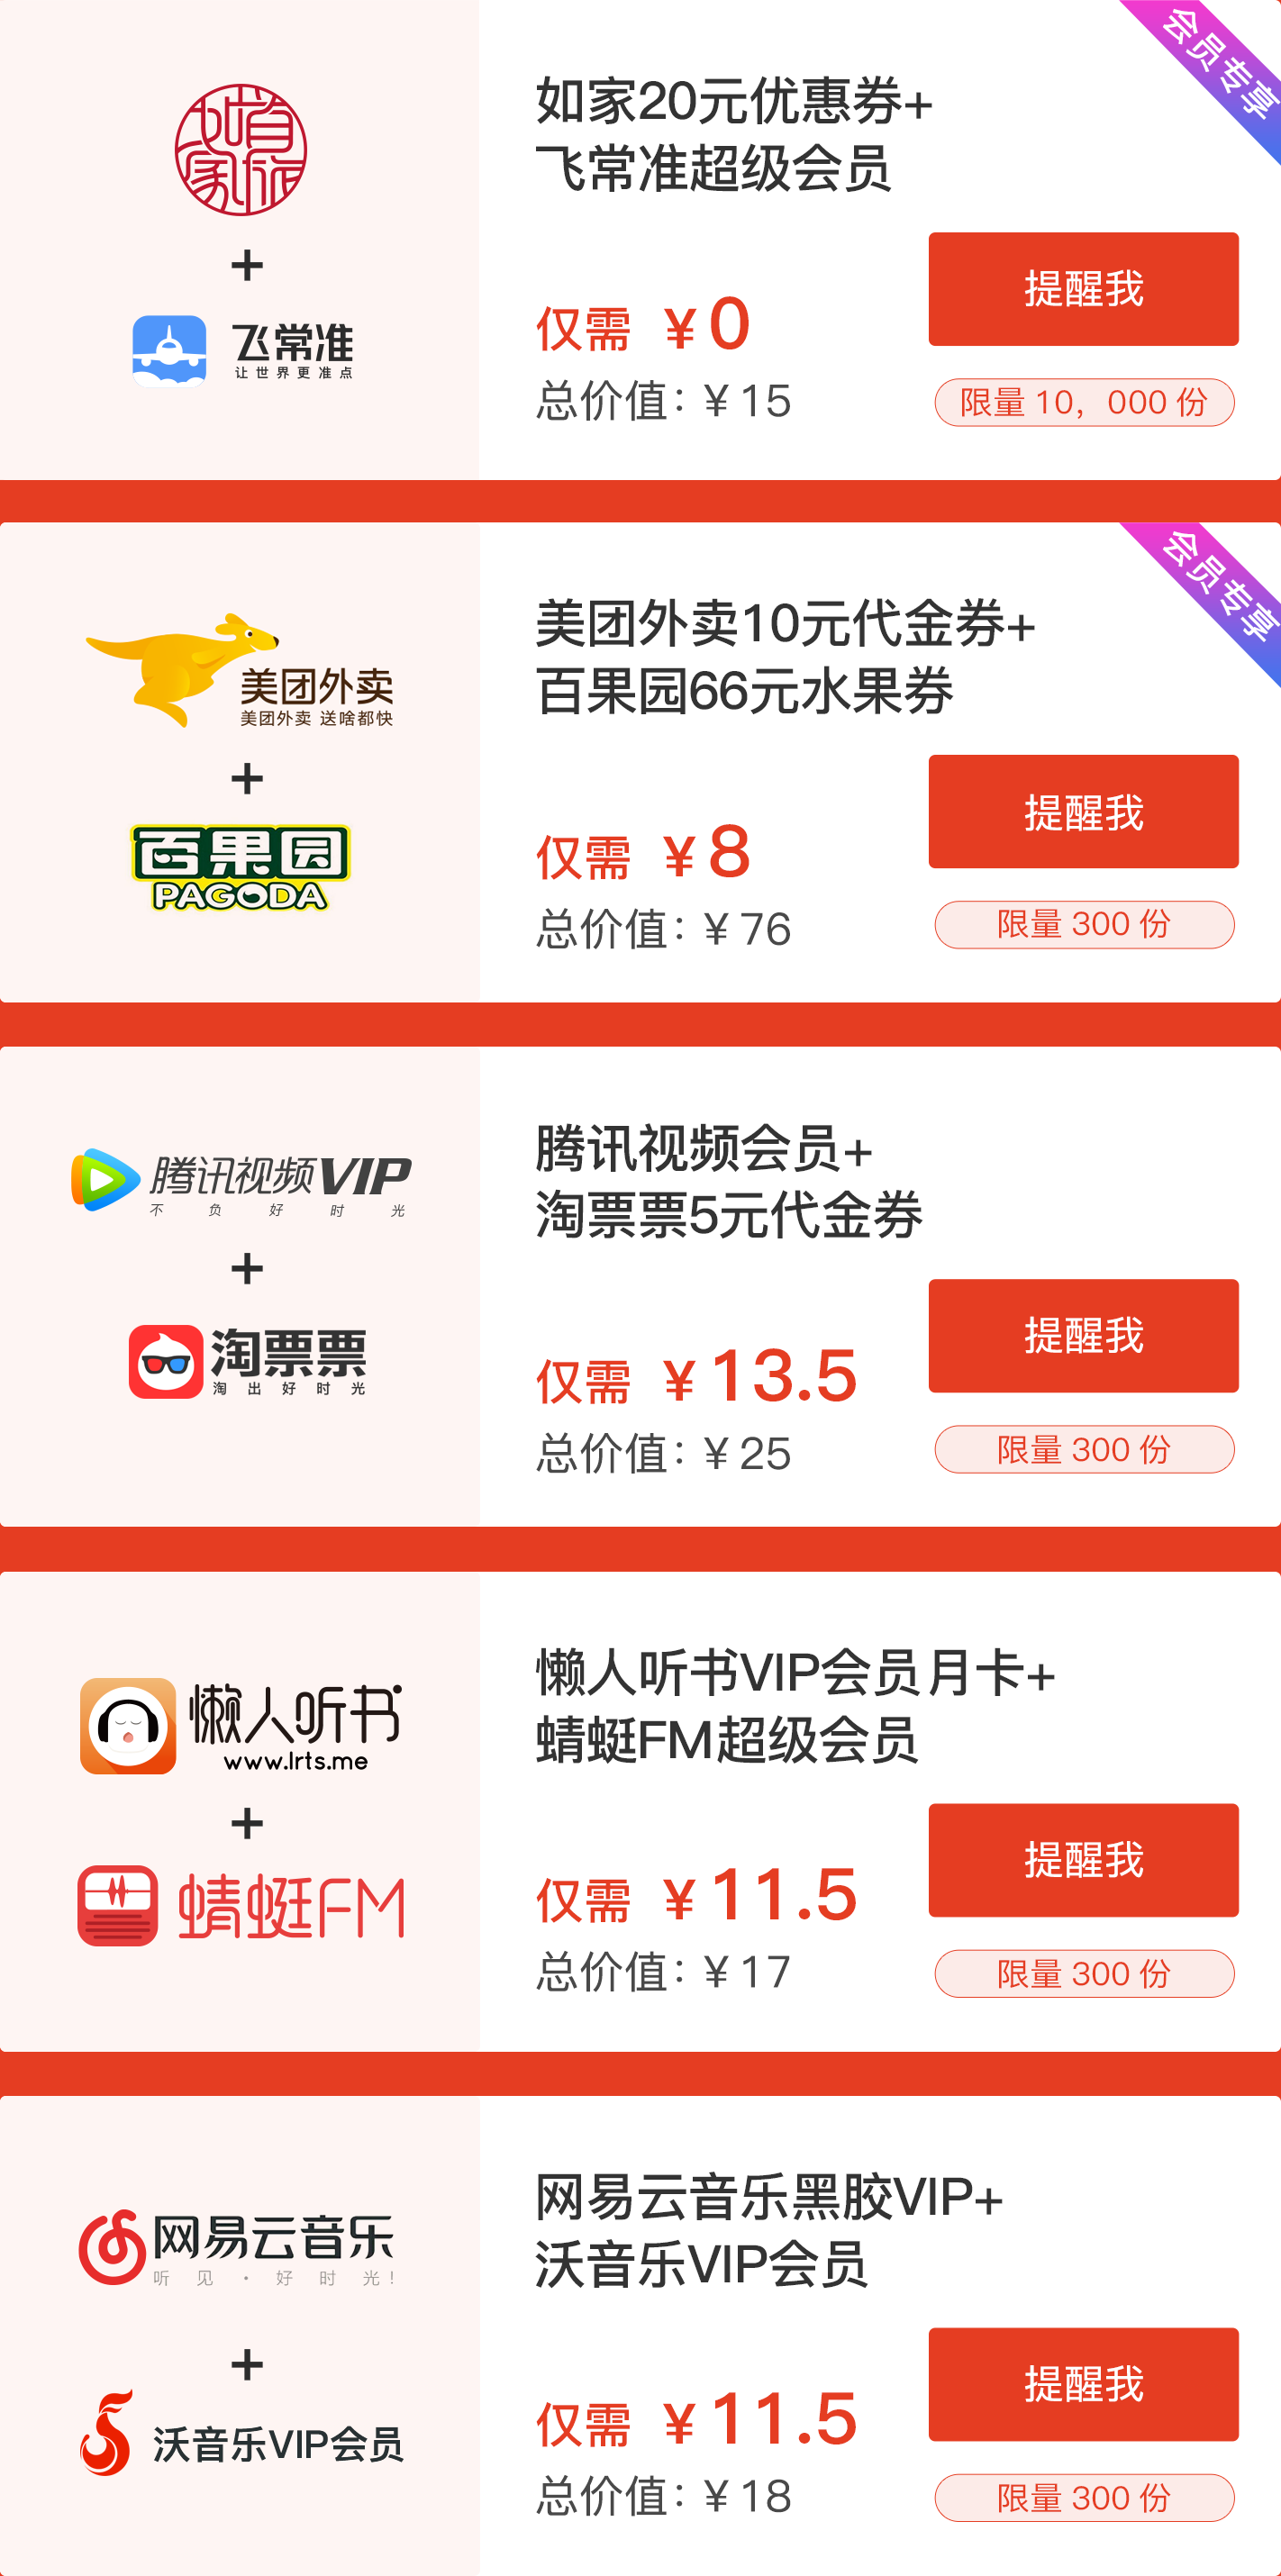 会员专享
如家20元优惠券+
飞常准超级会员
如首
家旅
+
飞常准
让世界更准点
仅需 ¥0
总价值：¥15
提醒我
限量 10，000 份
会员专享
美团外卖10元代金券+
百果园66元水果券
美团外卖
美团外卖 送啥都快
+
百果园
PAGODA
仅需 ¥8
总价值：¥76
提醒我
限量 300 份
腾讯视频会员+
淘票票5元代金券
腾讯视频VIP
不负好时光
+
淘票票
淘出好时光
仅需 ¥13.5
总价值：¥25
提醒我
限量 300 份
懒人听书VIP会员月卡+
蜻蜓FM超级会员
懒人听书
www.lrts.me
+
蜻蜓FM
仅需 ¥11.5
总价值：¥17
提醒我
限量 300 份
网易云音乐黑胶VIP+
沃音乐VIP会员
网易云音乐
听见·好时光!
+
沃音乐VIP会员
仅需 ¥11.5
总价值：¥18
提醒我
限量 300 份